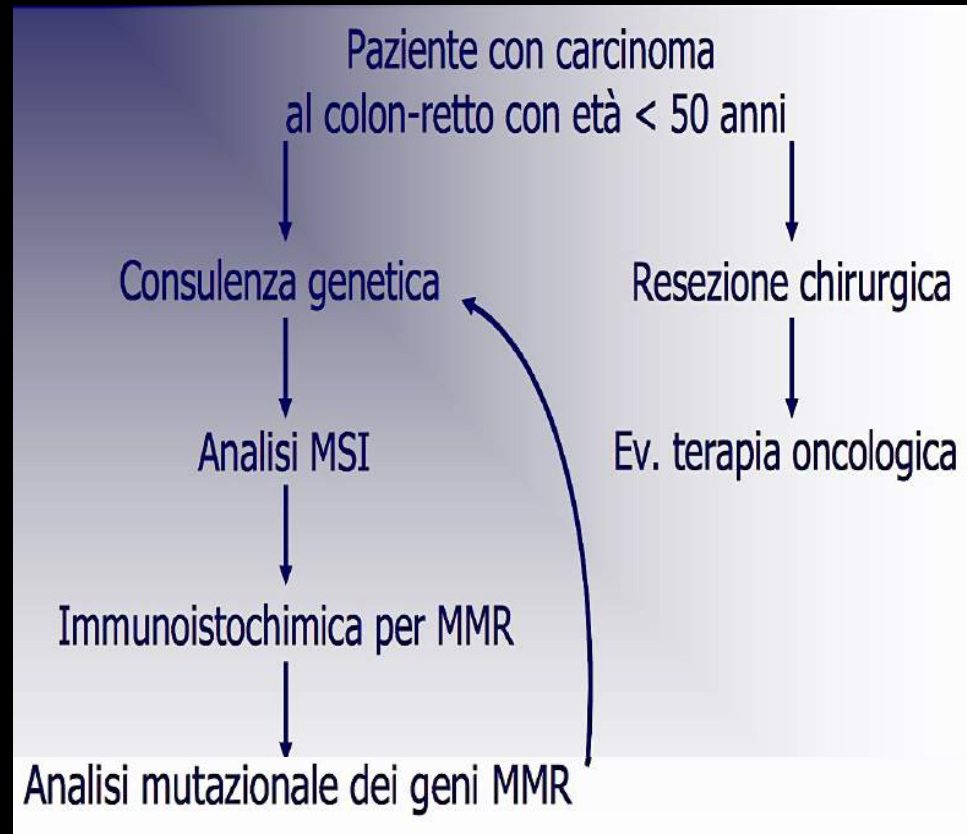 Paziente con carcinoma
al colon-retto con età < 50 anni
Consulenza genetica
Resezione chirurgica
Analisi MSI
Ev. terapia oncologica
Immunoistochimica per MMR
Analisi mutazionale dei geni MMR